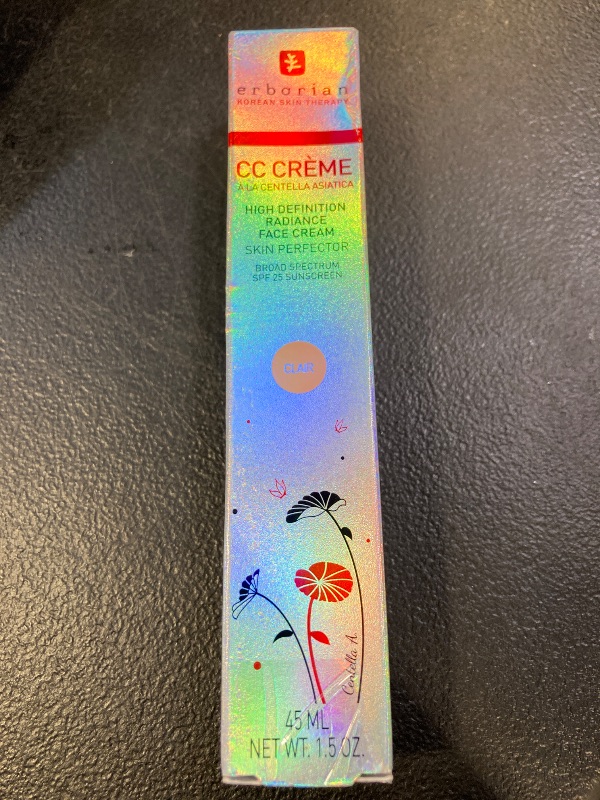 erborian
KOREAN SKIN THERAPY
CC CRÈME
À LA CENTELLA ASIATICA
HIGH DEFINITION
RADIANCE
FACE CREAM
SKIN PERFECTOR
BROAD SPECTRUM
SPF 25 SUNSCREEN
CLAIR
Centella A.
45 ML
NET WT. 1.5 OZ.